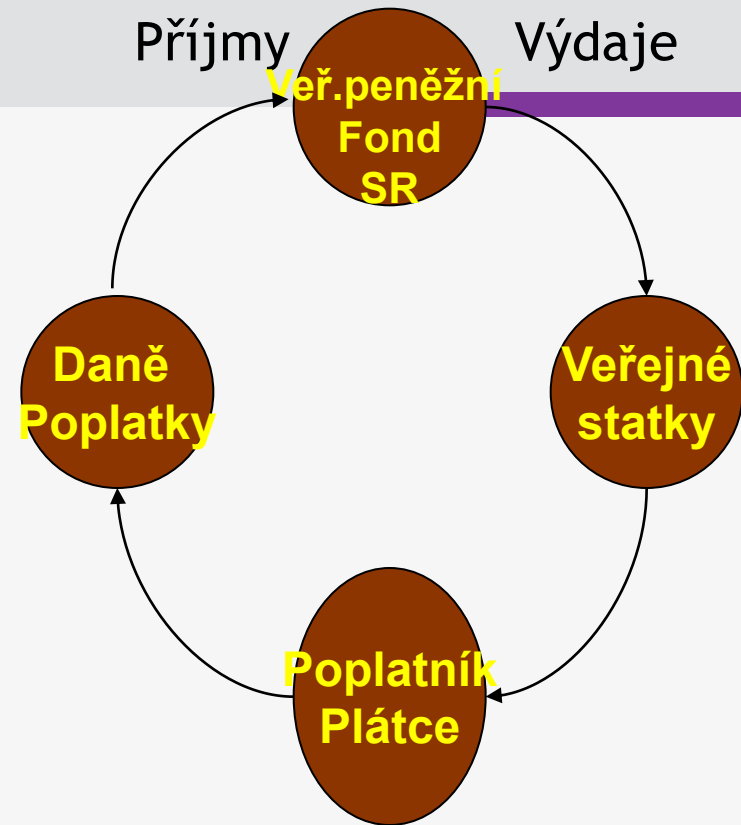 Příjmy
Výdaje
Veř.peněžní
Fond
SR
Daně
Poplatky
Veřejné
statky
Poplatník
Plátce